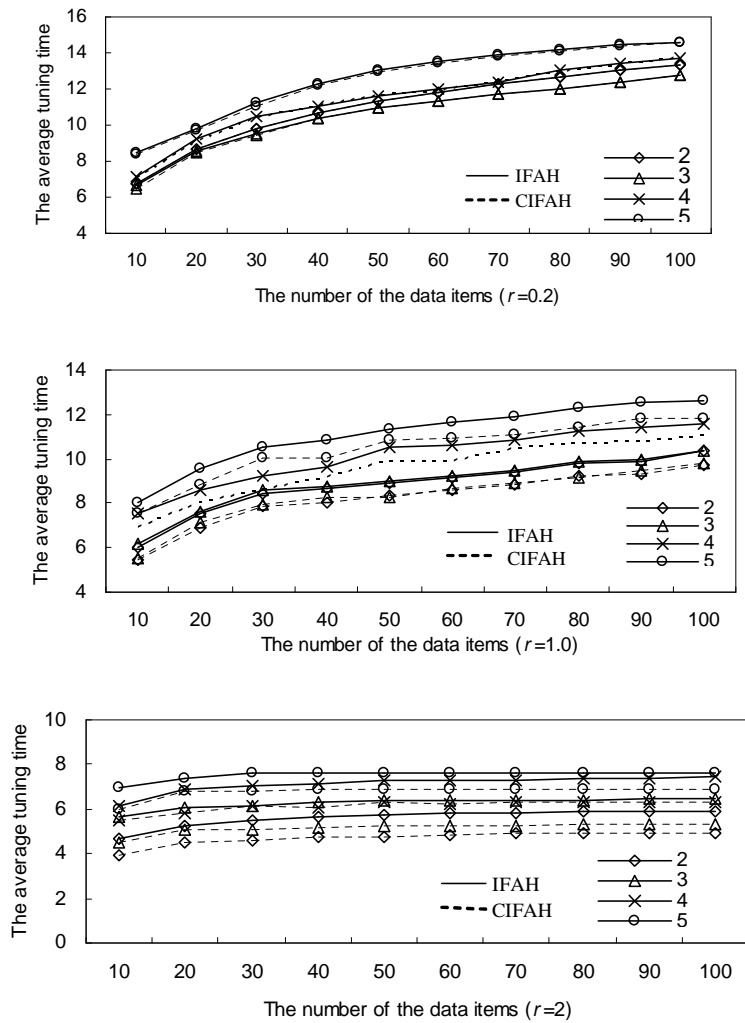 The average tuning time
16
14
12
10
8
6
4
IFAH
CIFAH
2
3
4
5
10 20 30 40 50 60 70 80 90 100
The number of the data items (r=0.2)
The average tuning time
14
12
10
8
6
4
IFAH
CIFAH
2
3
4
5
10 20 30 40 50 60 70 80 90 100
The number of the data items (r=1.0)
The average tuning time
10
8
6
4
2
0
IFAH
CIFAH
2
3
4
5
10 20 30 40 50 60 70 80 90 100
The number of the data items (r=2)